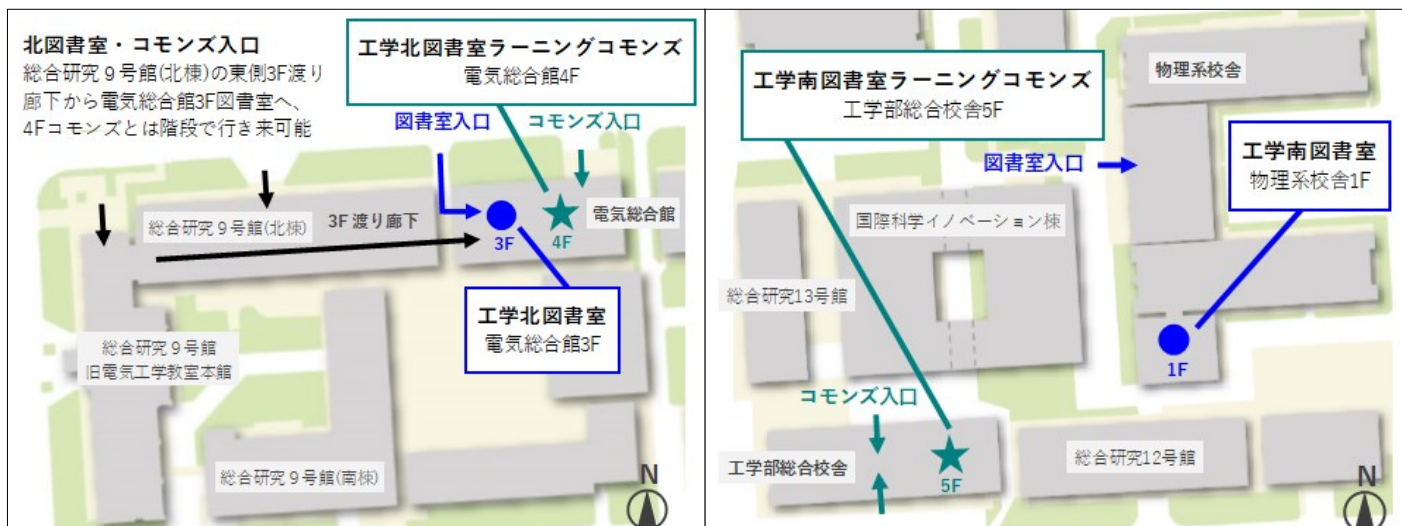 北図書室・コモンズ入口
総合研究９号館(北棟)の東側3F渡り
廊下から電気総合館3F図書室へ、
4Fコモンズとは階段で行き来可能
工学北図書室ラーニングコモンズ
電気総合館4F
図書室入口
コモンズ入口
総合研究９号館(北棟)
3F 渡り廊下
3F
4F
電気総合館
工学北図書室
電気総合館3F
総合研究９号館
旧電気工学教室本館
総合研究９号館(南棟)
N
工学南図書室ラーニングコモンズ
工学部総合校舎5F
物理系校舎
図書室入口
工学南図書室
物理系校舎1F
国際科学イノベーション棟
総合研究13号館
1F
コモンズ入口
工学部総合校舎
5F
総合研究12号館
N